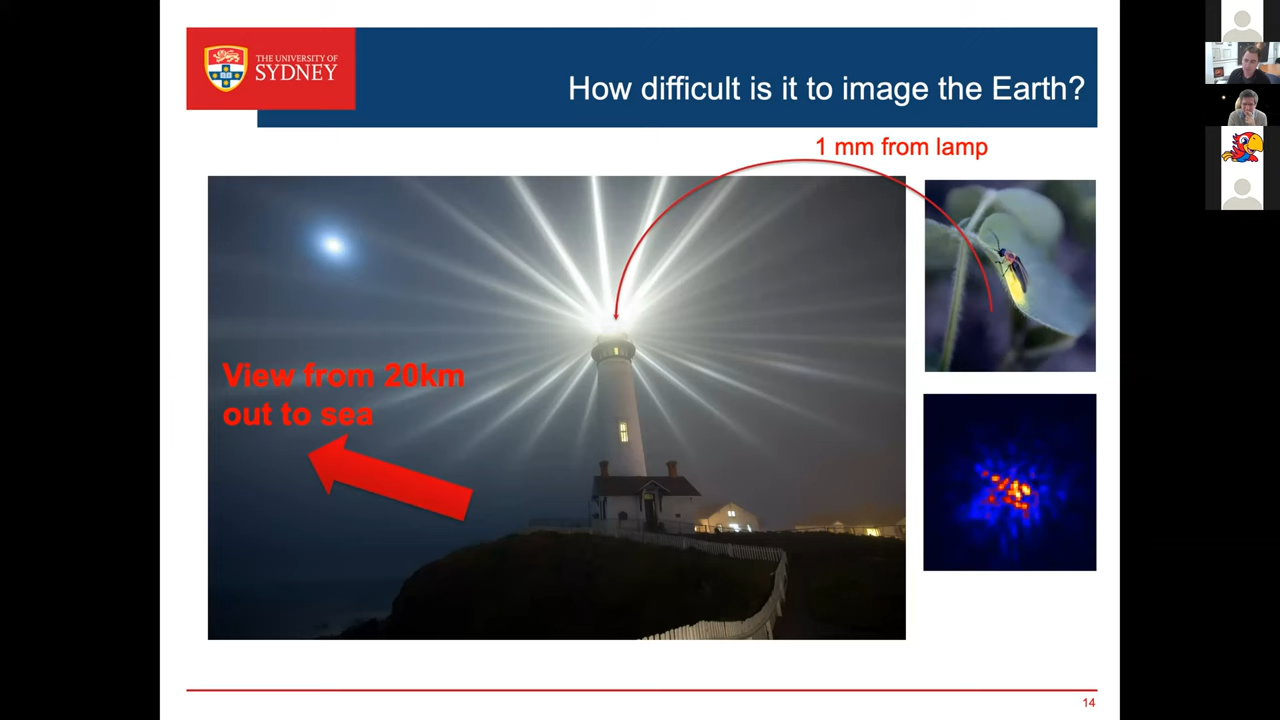 THE UNIVERSITY OF
SYDNEY
How difficult is it to image the Earth?
1 mm from lamp
View from 20km
out to sea
14